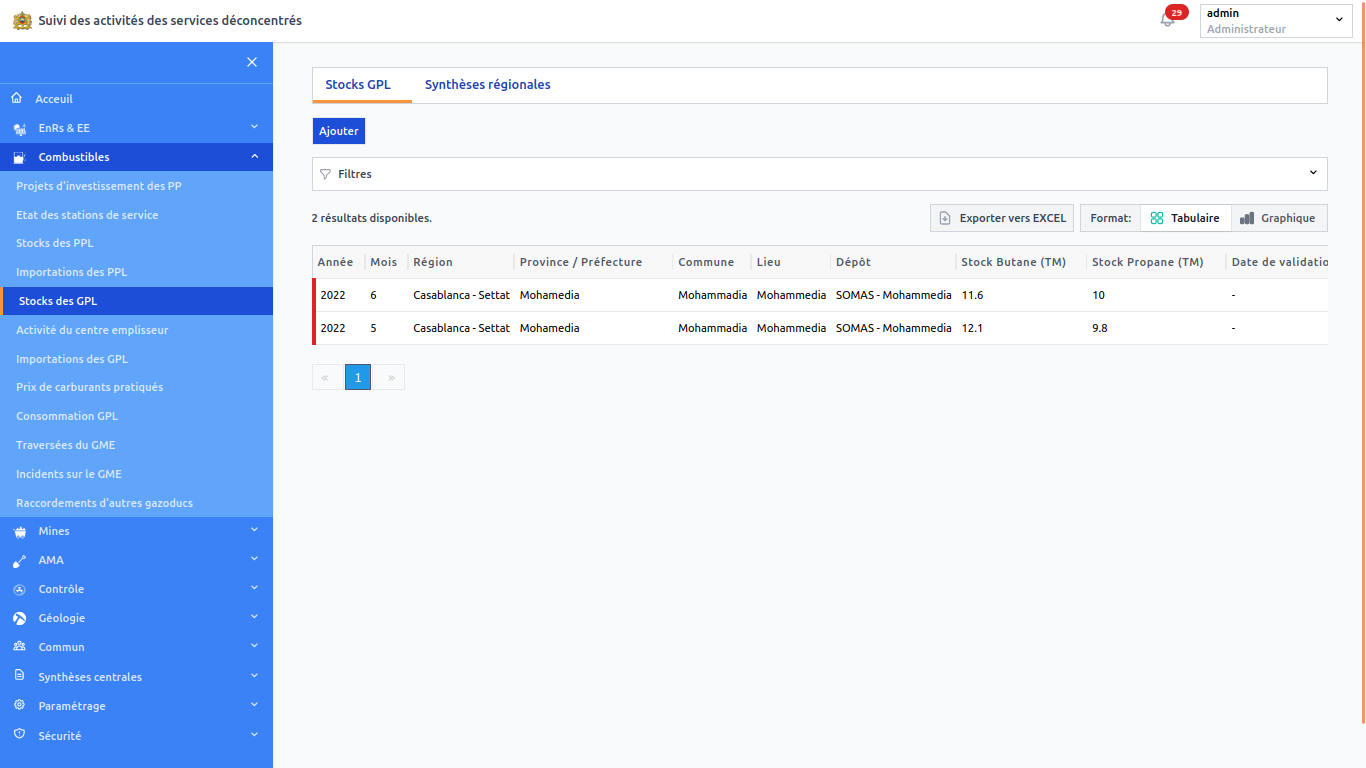 Suivi des activités des services déconcentrés
29
admin
Administrateur
Acceuil
EnRs & EE
Combustibles
Projets d'investissement des PP
Etat des stations de service
Stocks des PPL
Importations des PPL
Stocks des GPL
Activité du centre emplisseur
Importations des GPL
Prix de carburants pratiqués
Consommation GPL
Traversées du GME
Incidents sur le GME
Raccordements d'autres gazoducs
Mines
AMA
Contrôle
Géologie
Commun
Synthèses centrales
Paramétrage
Sécurité
Stocks GPL Synthèses régionales
Ajouter
Filtres
2 résultats disponibles. Exporter vers EXCEL Format: Tabulaire Graphique
Année Mois Région Province / Préfecture Commune Lieu Dépôt Stock Butane (TM) Stock Propane (TM) Date de validatio
2022 6 Casablanca - Settat Mohamedia Mohammadia Mohammedia SOMAS - Mohammedia 11.6 10 -
2022 5 Casablanca - Settat Mohamedia Mohammadia Mohammedia SOMAS - Mohammedia 12.1 9.8 -
« 1 »